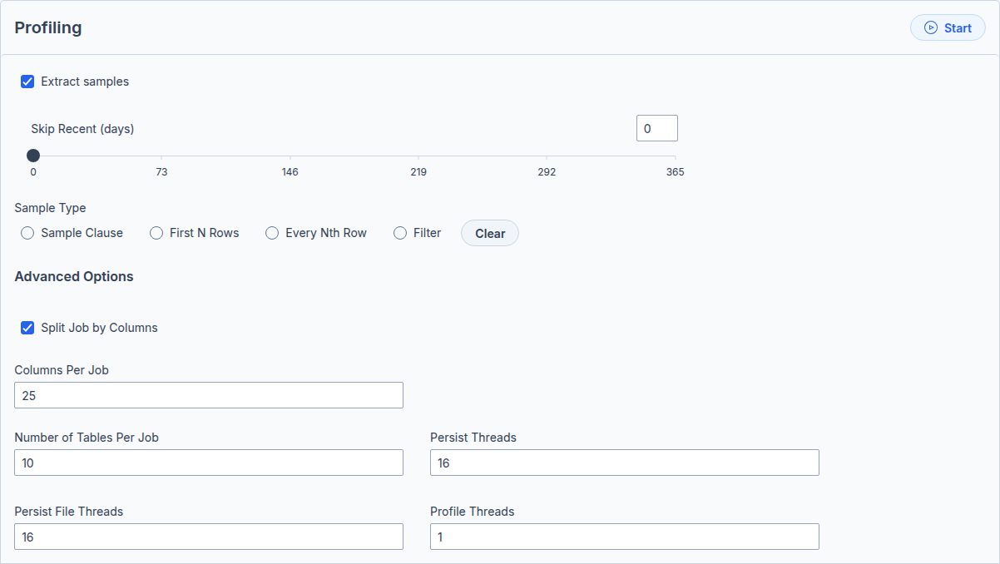 Profiling
Start
Extract samples
Skip Recent (days)
0
0 73 146 219 292 365
Sample Type
Sample Clause First N Rows Every Nth Row Filter Clear
Advanced Options
Split Job by Columns
Columns Per Job
25
Number of Tables Per Job Persist Threads
10 16
Persist File Threads Profile Threads
16 1